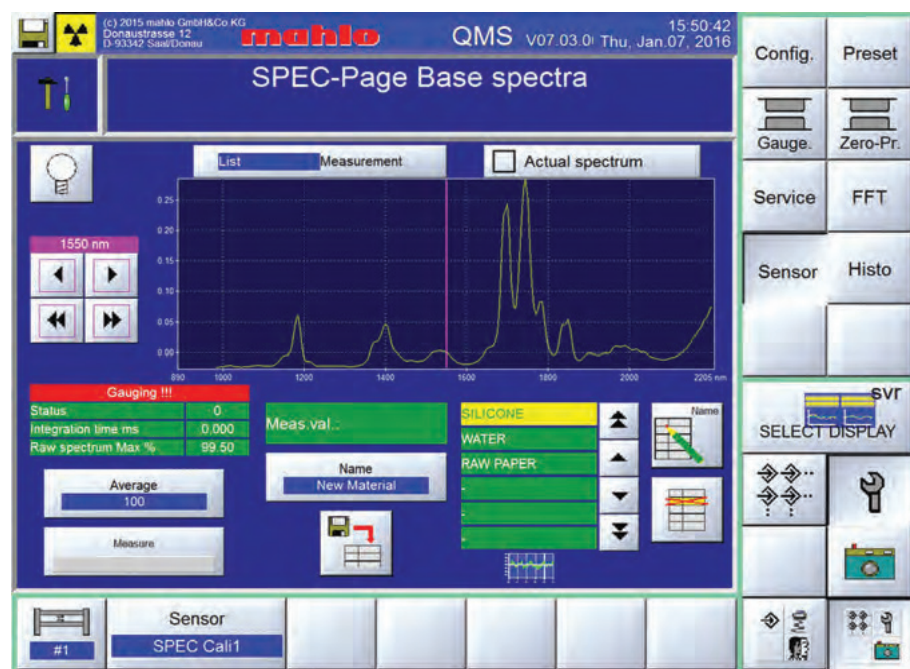 (c) 2015 mahlo GmbH&Co.KG
Donaustrasse 12
D-93342 Saal/Donau
mahlo
QMS V07.03.0
15:50:42
Thu, Jan.07, 2016
SPEC-Page Base spectra
Config.
Preset
Gauge.
Zero-Pr.
Service
FFT
Sensor
Histo
List Measurement
Actual spectrum
0.25
0.20
0.15
0.10
0.05
0.00
890 1000 1200 1400 1600 1800 2000 2205 nm
1550 nm
Gauging !!!
Status 0
Integration time ms 0.000
Raw spectrum Max % 99.50
Average
100
Measure
Meas.val.:
Name
New Material
SILICONE
WATER
RAW PAPER
-
-
-
Name
svr
SELECT DISPLAY
#1
Sensor
SPEC Cali1